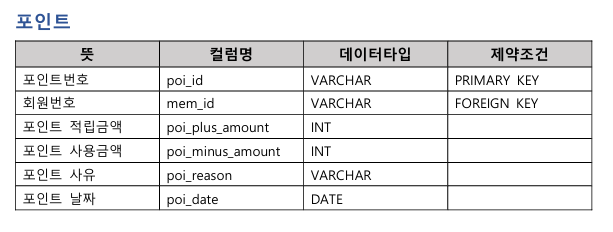 포인트
뜻 컬럼명 데이터타입 제약조건
포인트번호 poi_id VARCHAR PRIMARY KEY
회원번호 mem_id VARCHAR FOREIGN KEY
포인트 적립금액 poi_plus_amount INT
포인트 사용금액 poi_minus_amount INT
포인트 사유 poi_reason VARCHAR
포인트 날짜 poi_date DATE